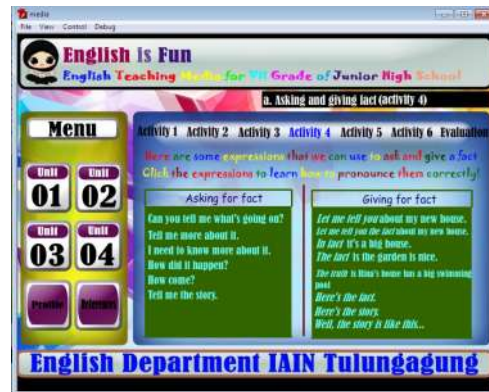 media
File View Control Debug
English is Fun
English Teaching Media for VII Grade of Junior High School
a. Asking and giving fact (activity 4)
Menu
Activity 1 Activity 2 Activity 3 Activity 4 Activity 5 Activity 6 Evaluation
Here are some expressions that we can use to ask and give a fact
Click the expressions to learn how to pronounce them correctly!
Unit
01
Unit
02
Unit
03
Unit
04
Profile
References
Asking for fact
Can you tell me what's going on?
Tell me more about it.
I need to know more about it.
How did it happen?
How come?
Tell me the story.
Giving for fact
Let me tell you about my new house.
Let me tell you the fact about my new house.
In fact it's a big house.
The fact is the garden is nice.
The truth is Rina's house has a big swimming
pool
Here's the fact.
Here's the story.
Well, the story is like this...
English Department IAIN Tulungagung